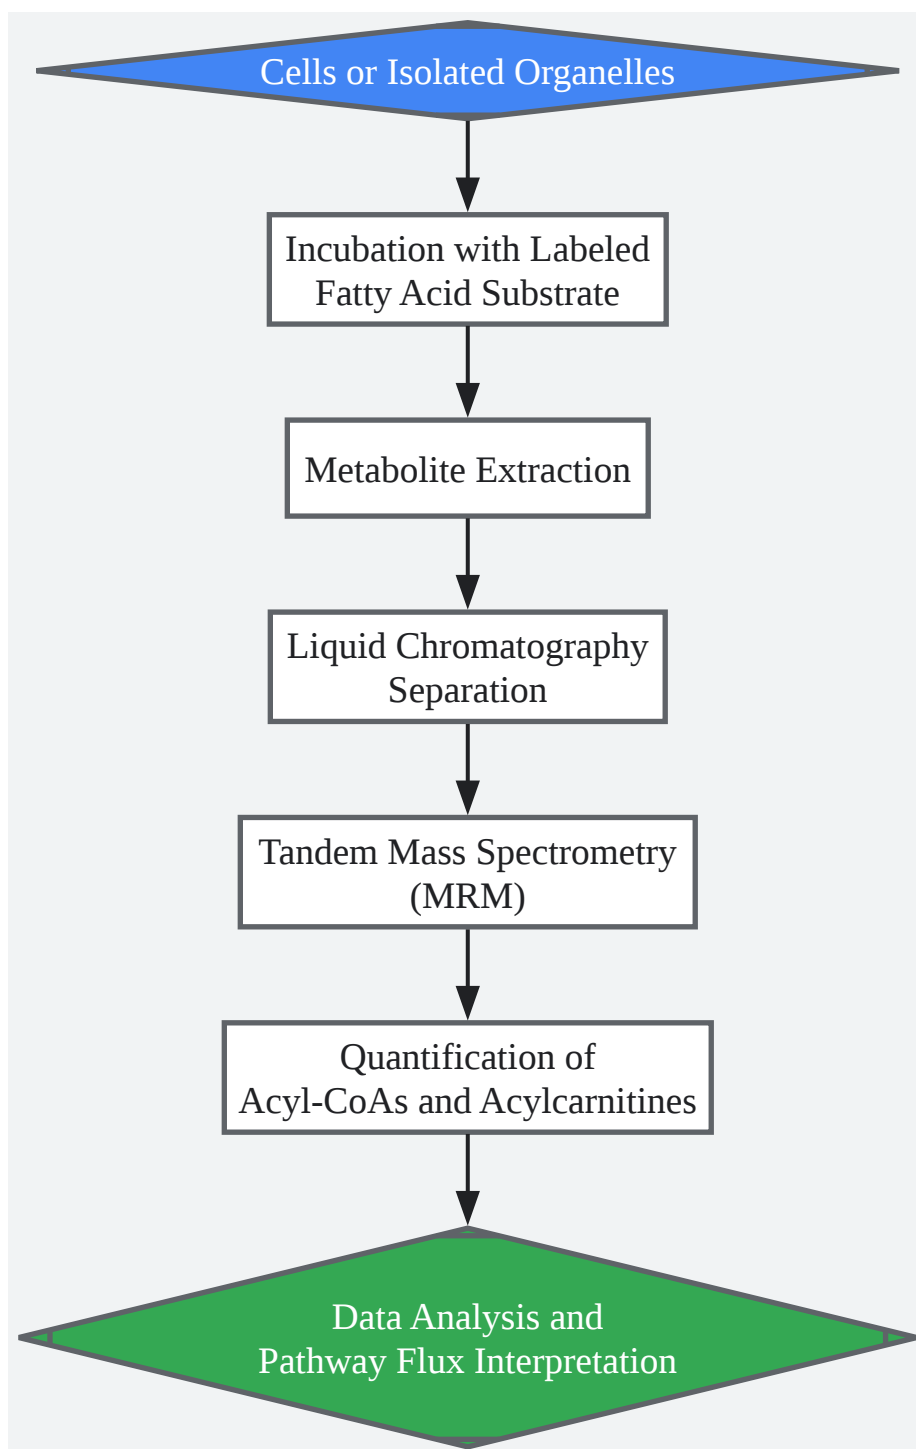 Cells or Isolated Organelles
Incubation with Labeled
Fatty Acid Substrate
Metabolite Extraction
Liquid Chromatography
Separation
Tandem Mass Spectrometry
(MRM)
Quantification of
Acyl-CoAs and Acylcarnitines
Data Analysis and
Pathway Flux Interpretation